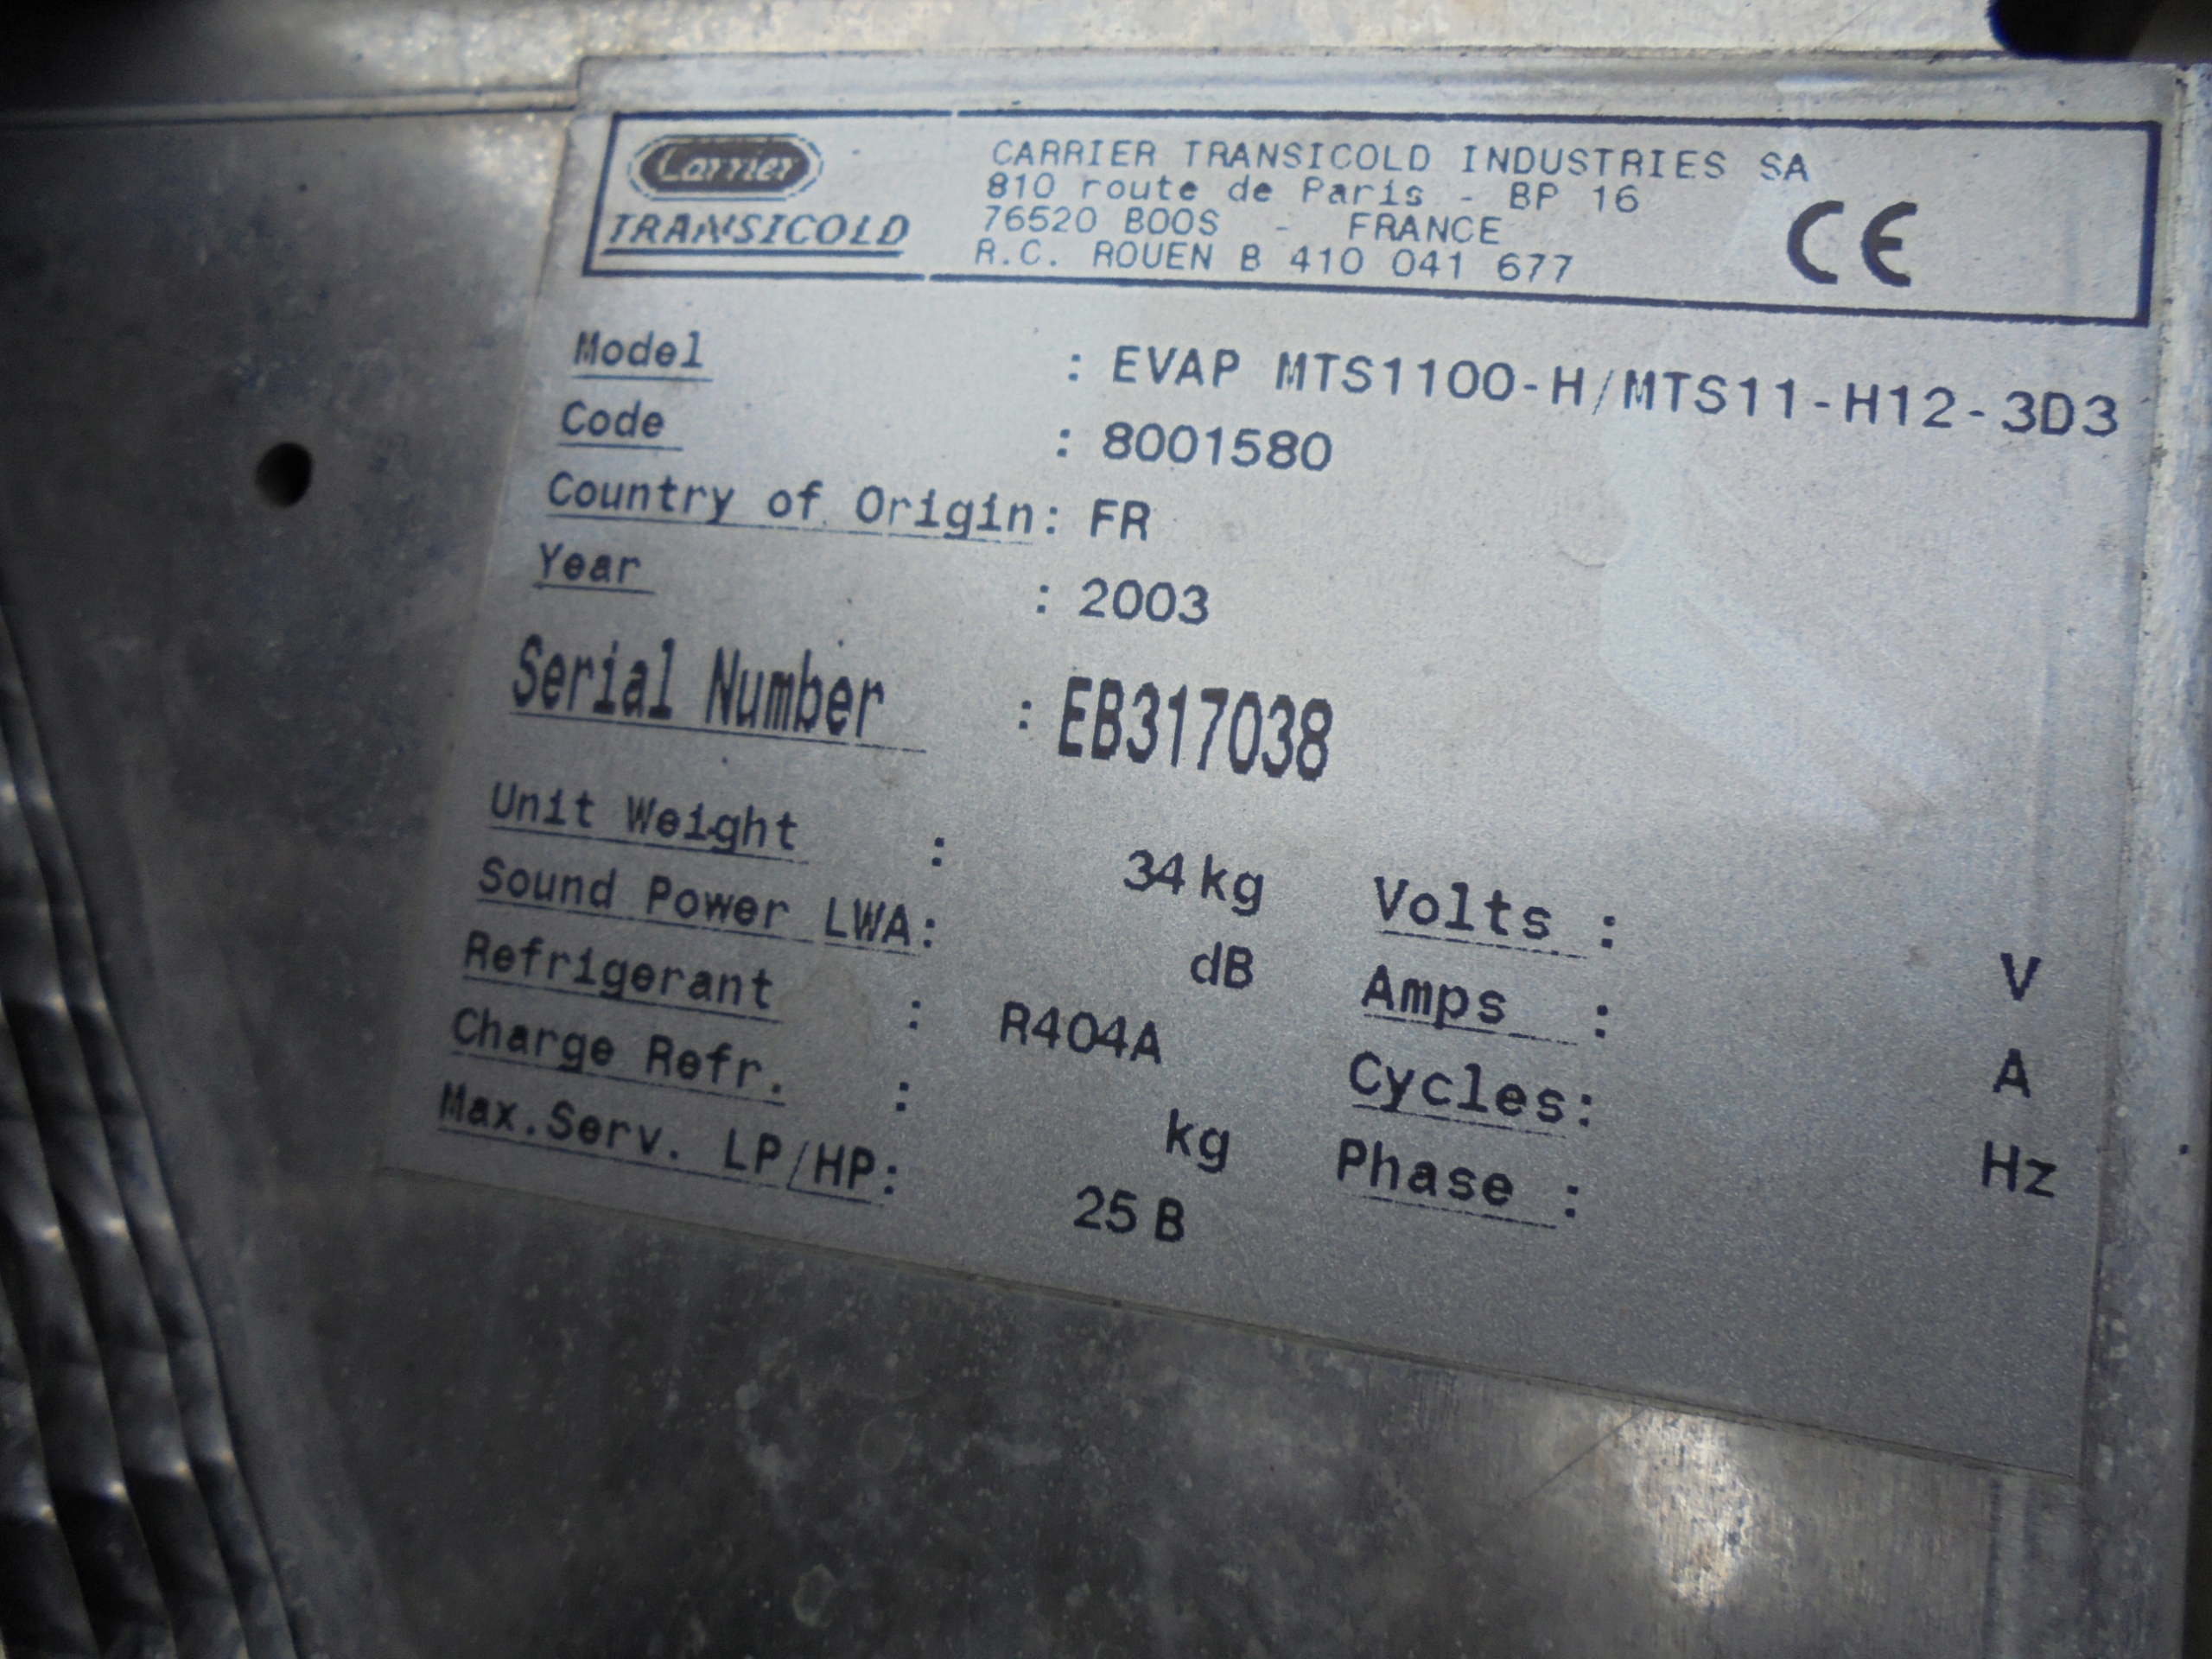 Carrier
TRANSICOLD
CARRIER TRANSICOLD INDUSTRIES SA
810 route de Paris - BP 16
76520 BOOS - FRANCE
R.C. ROUEN B 410 041 677
CE
Model : EVAP MTS1100-H/MTS11-H12-3D3
Code : 8001580
Country of Origin: FR
Year : 2003
Serial Number : EB317038
Unit Weight : 34 kg Volts : V
Sound Power LWA: dB Amps : A
Refrigerant : R404A Cycles: Hz
Charge Refr. : kg Phase :
Max.Serv. LP/HP: 25 B